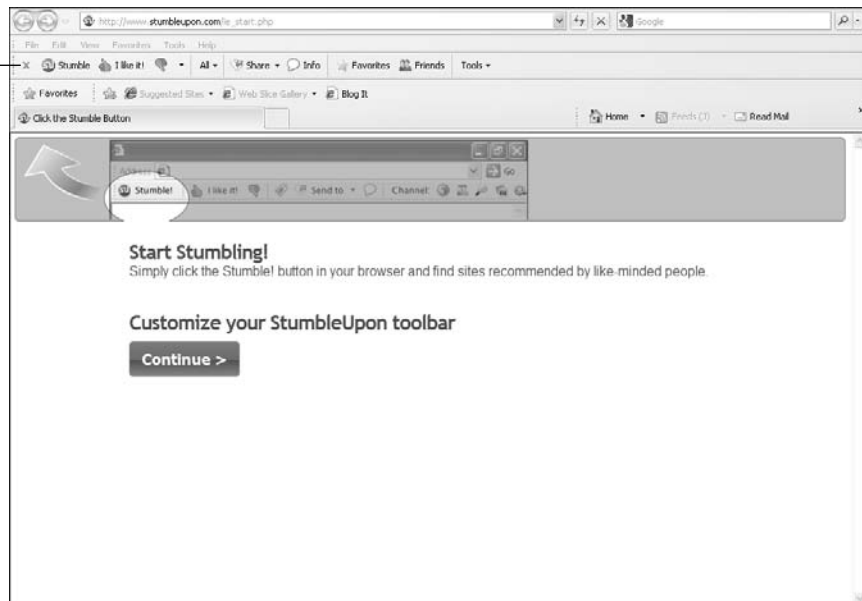 http://www.stumbleupon.com/ie_start.php
Google
File Edit View Favorites Tools Help
Stumble I like it! All Share Info Favorites Friends Tools
Favorites Suggested Sites Web Slice Gallery Blog It
Click the Stumble Button
Home Feeds (J) Read Mail
Address
Go
Stumble! I like it! Send to Channel:
Start Stumbling!
Simply click the Stumble! button in your browser and find sites recommended by like-minded people.
Customize your StumbleUpon toolbar
Continue >